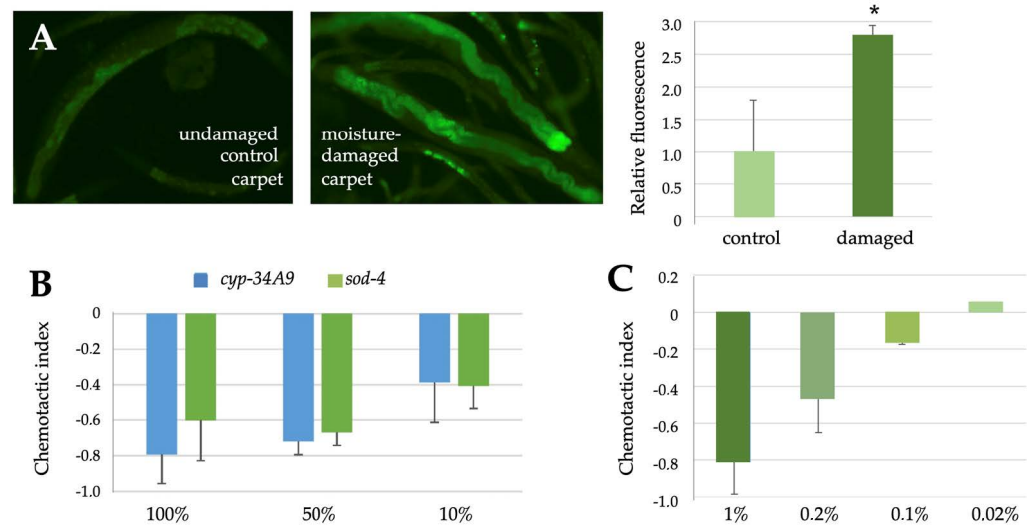 A
undamaged
control
carpet
moisture-
damaged
carpet
Relative fluorescence
3.0
2.5
2.0
1.0
0.5
0
*
control
damaged
B
cyp-34A9
sod-4
Chemotactic index
0
-0.2
-0.4
-0.6
-0.8
-1.0
100%
50%
10%
C
Chemotactic index
0.2
0
-0.2
-0.4
-0.6
-0.8
-1.0
1%
0.2%
0.1%
0.02%